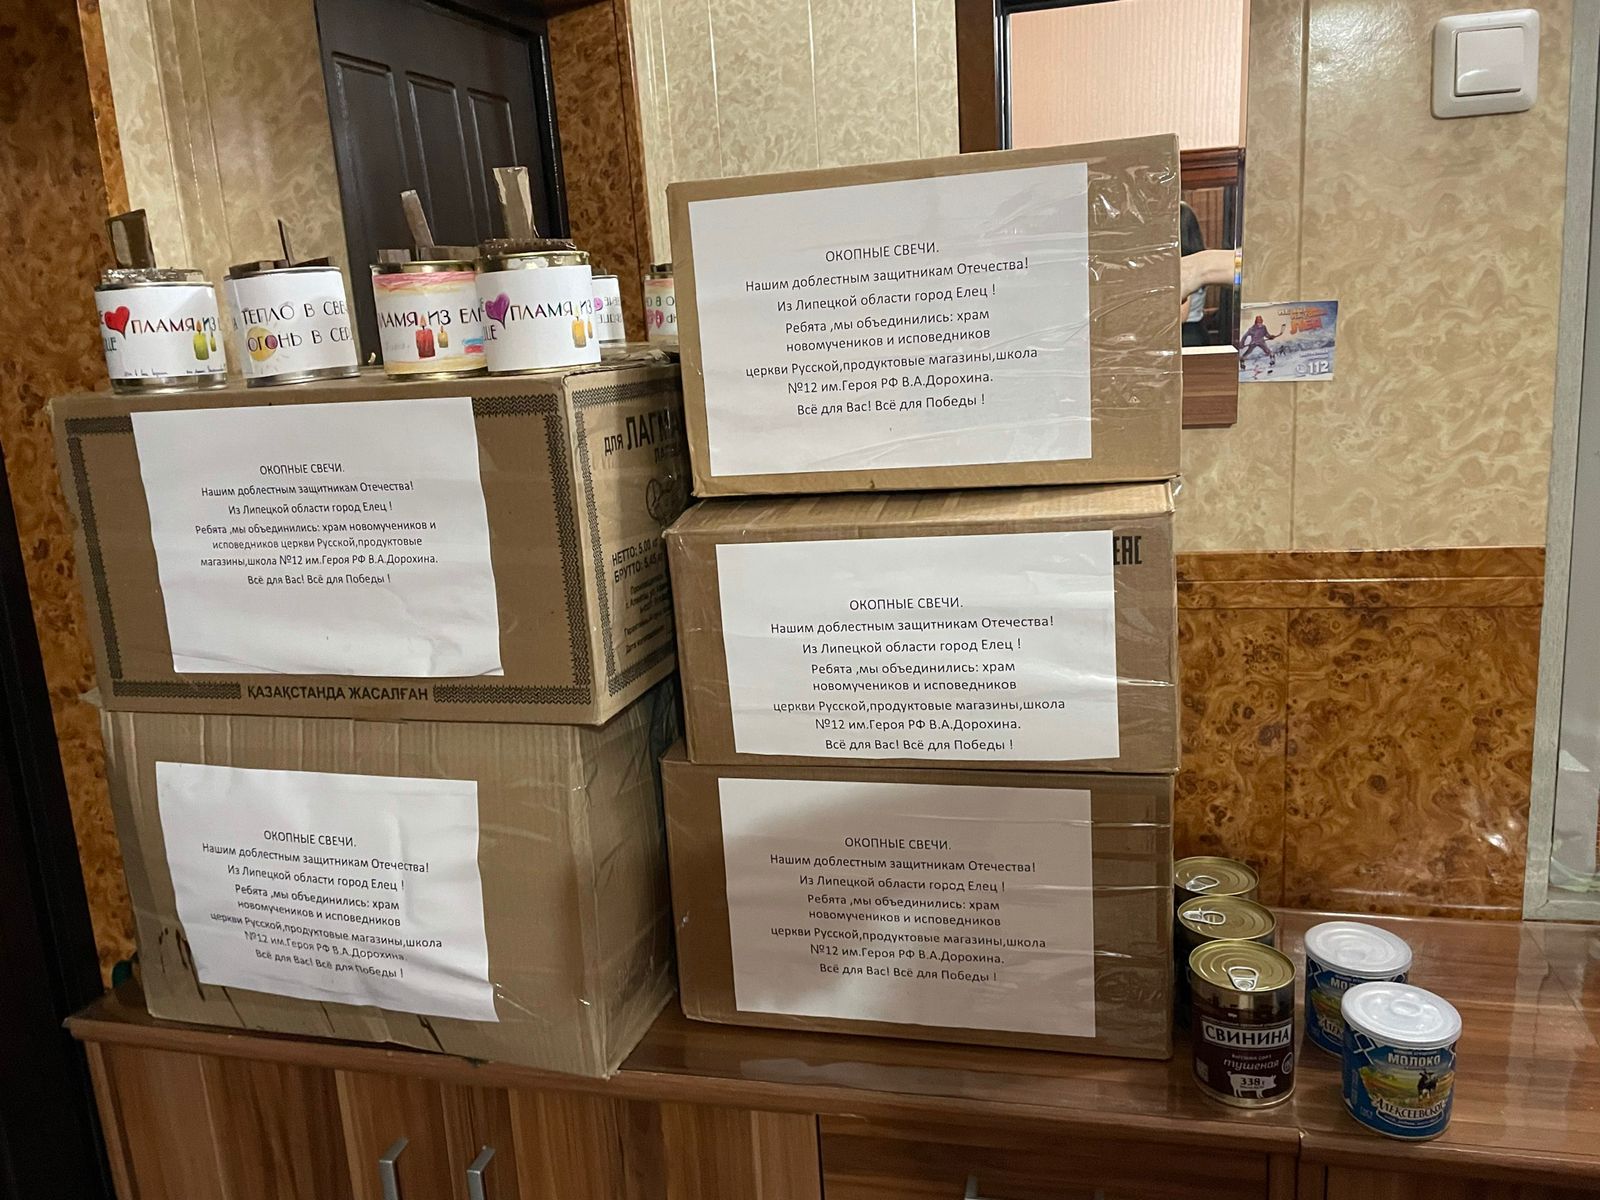 ПЛАМЯ ИЗ
ТЕПЛО В
ОГОНЬ В
ИЗ
ПЛАМЯ ИЗ
ОКОПНЫЕ СВЕЧИ.
Нашим доблестным защитникам Отечества!
Из Липецкой области город Елец !
Ребята ,мы объединились: храм
новомучеников и исповедников
церкви Русской,продуктовые магазины,школа
№12 им.Героя РФ В.А.Дорохина.
Всё для Вас! Всё для Победы !
112
ОКОПНЫЕ СВЕЧИ.
Нашим доблестным защитникам Отечества!
Из Липецкой области город Елец !
Ребята ,мы объединились: храм новомучеников и
исповедников церкви Русской,продуктовые
магазины,школа №12 им.Героя РФ В.А.Дорохина.
Всё для Вас! Всё для Победы !
для
НЕТТО: 5,00 кг
БРУТТО:
ҚАЗАҚСТАНДА ЖАСАЛҒАН
ОКОПНЫЕ СВЕЧИ.
Нашим доблестным защитникам Отечества!
Из Липецкой области город Елец !
Ребята ,мы объединились: храм
новомучеников и исповедников
церкви Русской,продуктовые магазины,школа
№12 им.Героя РФ В.А.Дорохина.
Всё для Вас! Всё для Победы !
EAC
ОКОПНЫЕ СВЕЧИ.
Нашим доблестным защитникам Отечества!
Из Липецкой области город Елец !
Ребята ,мы объединились: храм
новомучеников и исповедников
церкви Русской,продуктовые магазины,школа
№12 им.Героя РФ В.А.Дорохина.
Всё для Вас! Всё для Победы !
ОКОПНЫЕ СВЕЧИ.
Нашим доблестным защитникам Отечества!
Из Липецкой области город Елец !
Ребята ,мы объединились: храм
новомучеников и исповедников
церкви Русской,продуктовые магазины,школа
№12 им.Героя РФ В.А.Дорохина.
Всё для Вас! Всё для Победы !
СВИНИНА
тушеная
338 г
МОЛОКО
АЛЕКСЕЕВСКОЕ